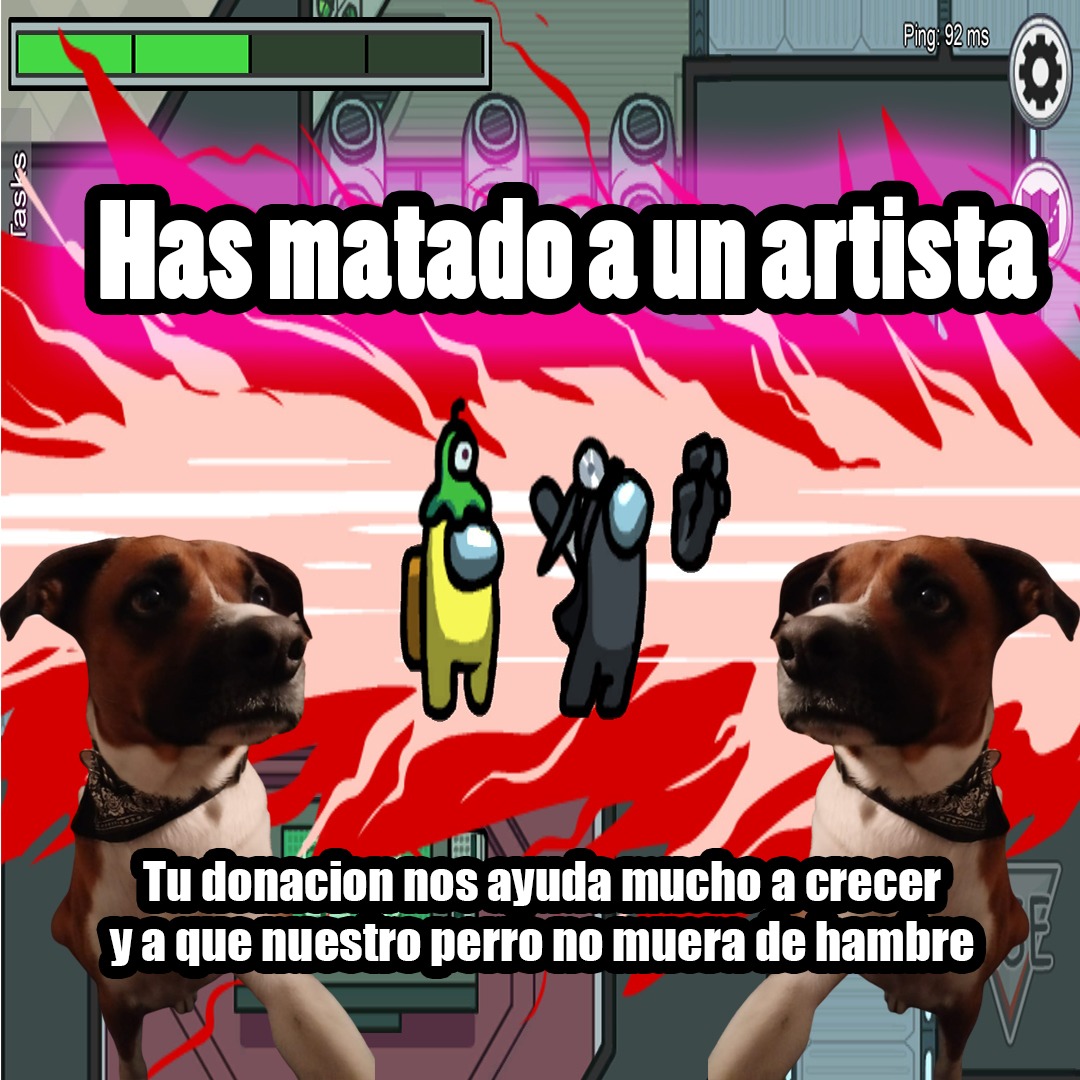 Ping: 92 ms
Tasks
Has matado a un artista
Tu donacion nos ayuda mucho a crecer
y a que nuestro perro no muera de hambre